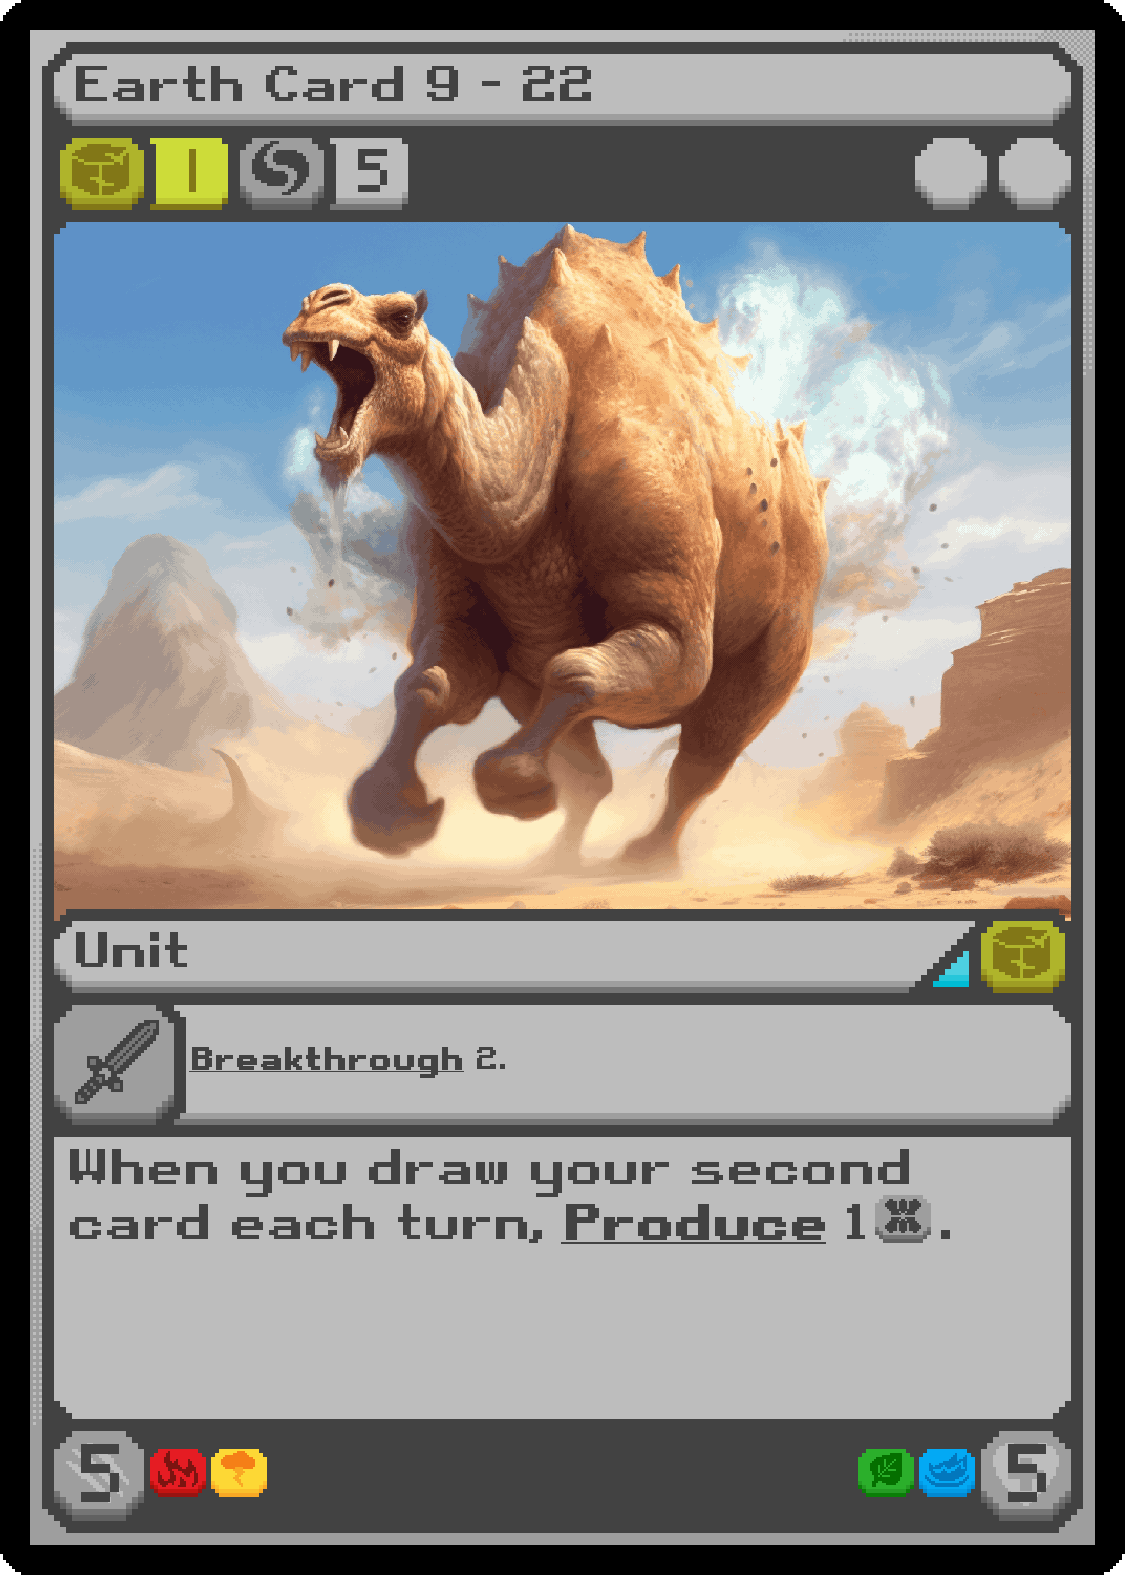 Earth Card 9 - 22
1 5
Unit
Breakthrough 2.
When you draw your second
card each turn, Produce 1 .
5 5